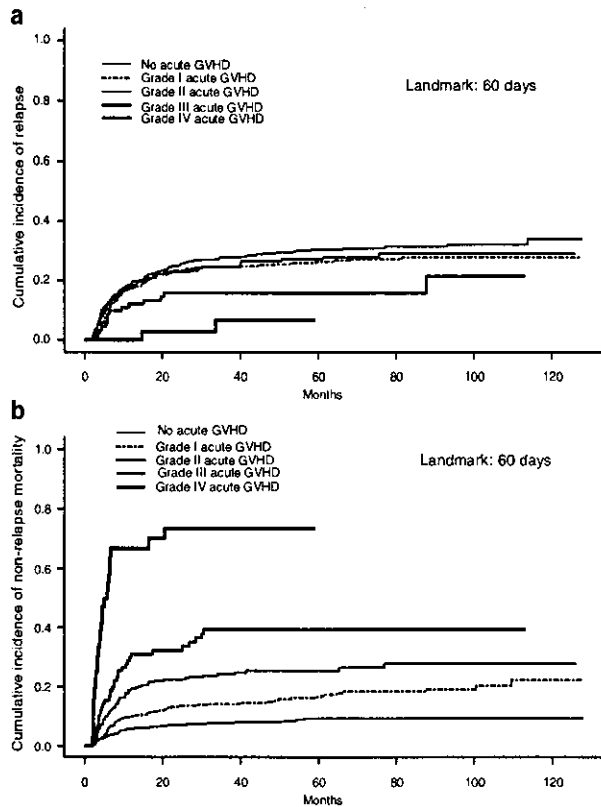 a
1.0
0.8
0.6
0.4
0.2
0.0
Cumulative incidence of relapse
No acute GVHD
Grade I acute GVHD
Grade II acute GVHD
Grade III acute GVHD
Grade IV acute GVHD
Landmark: 60 days
0 20 40 60 80 100 120
Months
b
1.0
0.8
0.6
0.4
0.2
0.0
Cumulative incidence of non-relapse mortality
No acute GVHD
Grade I acute GVHD
Grade II acute GVHD
Grade III acute GVHD
Grade IV acute GVHD
Landmark: 60 days
0 20 40 60 80 100 120
Months